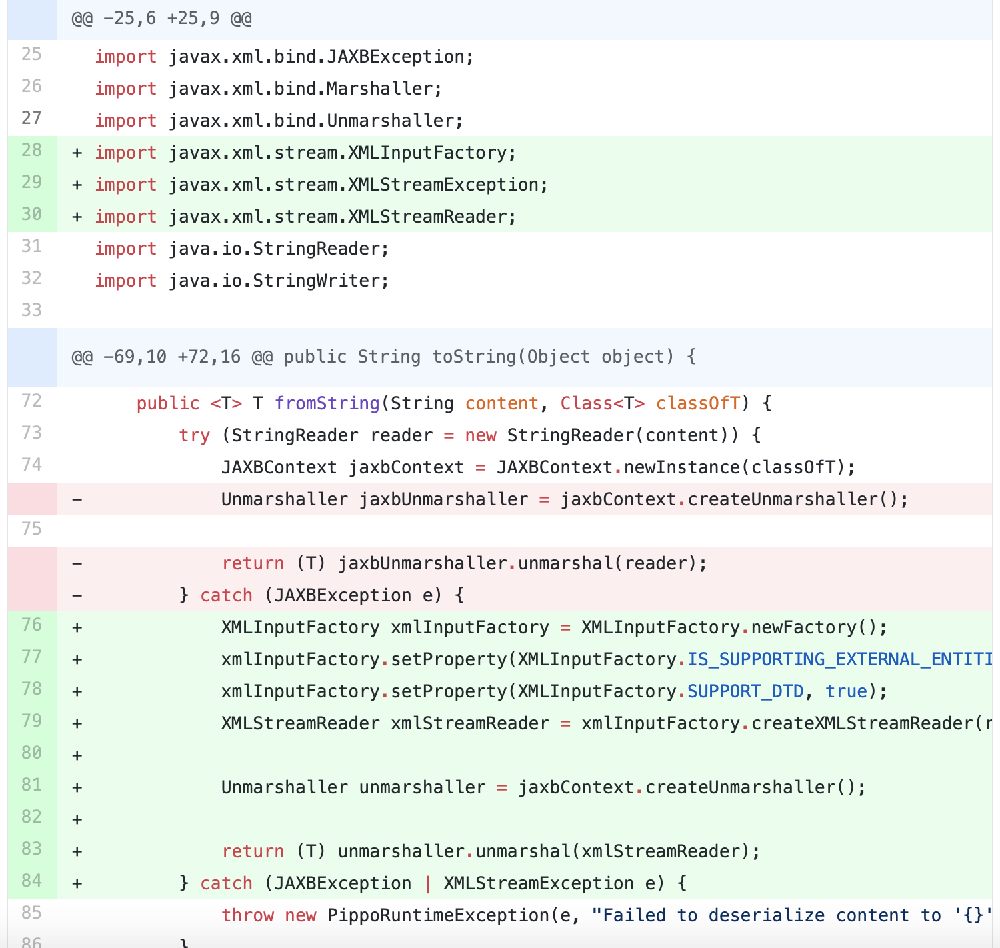 @@ -25,6 +25,9 @@
25 import javax.xml.bind.JAXBException;
26 import javax.xml.bind.Marshaller;
27 import javax.xml.bind.Unmarshaller;
28 + import javax.xml.stream.XMLInputFactory;
29 + import javax.xml.stream.XMLStreamException;
30 + import javax.xml.stream.XMLStreamReader;
31 import java.io.StringReader;
32 import java.io.StringWriter;
33
@@ -69,10 +72,16 @@ public String toString(Object object) {
72 public <T> T fromString(String content, Class<T> classOfT) {
73 try (StringReader reader = new StringReader(content)) {
74 JAXBContext jaxbContext = JAXBContext.newInstance(classOfT);
- Unmarshaller jaxbUnmarshaller = jaxbContext.createUnmarshaller();
75
- return (T) jaxbUnmarshaller.unmarshal(reader);
- } catch (JAXBException e) {
76 + XMLInputFactory xmlInputFactory = XMLInputFactory.newFactory();
77 + xmlInputFactory.setProperty(XMLInputFactory.IS_SUPPORTING_EXTERNAL_ENTITI
78 + xmlInputFactory.setProperty(XMLInputFactory.SUPPORT_DTD, true);
79 + XMLStreamReader xmlStreamReader = xmlInputFactory.createXMLStreamReader(r
80 +
81 + Unmarshaller unmarshaller = jaxbContext.createUnmarshaller();
82 +
83 + return (T) unmarshaller.unmarshal(xmlStreamReader);
84 + } catch (JAXBException | XMLStreamException e) {
85 throw new PippoRuntimeException(e, "Failed to deserialize content to '{}'
86 }